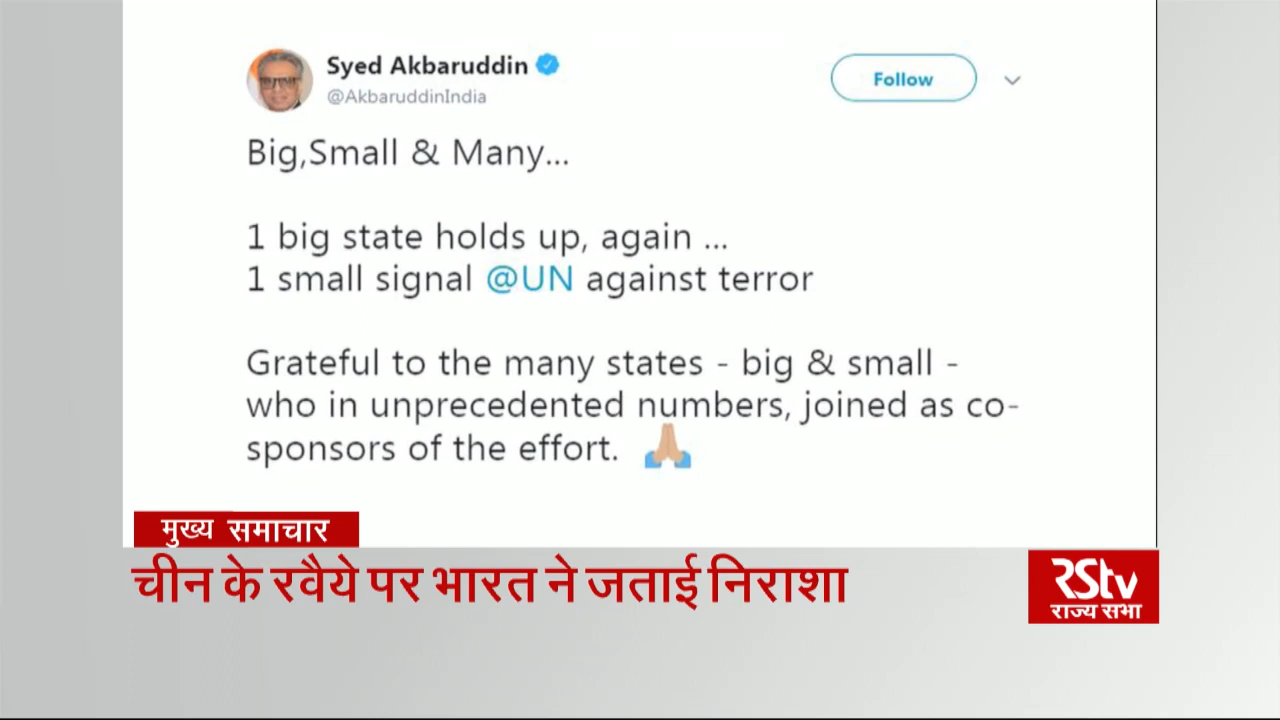 Syed Akbaruddin
@AkbaruddinIndia
Follow
Big,Small & Many...
1 big state holds up, again ...
1 small signal @UN against terror
Grateful to the many states - big & small -
who in unprecedented numbers, joined as co-
sponsors of the effort. 🙏🏼
मुख्य समाचार
चीन के रवैये पर भारत ने जताई निराशा
RStv
राज्य सभा